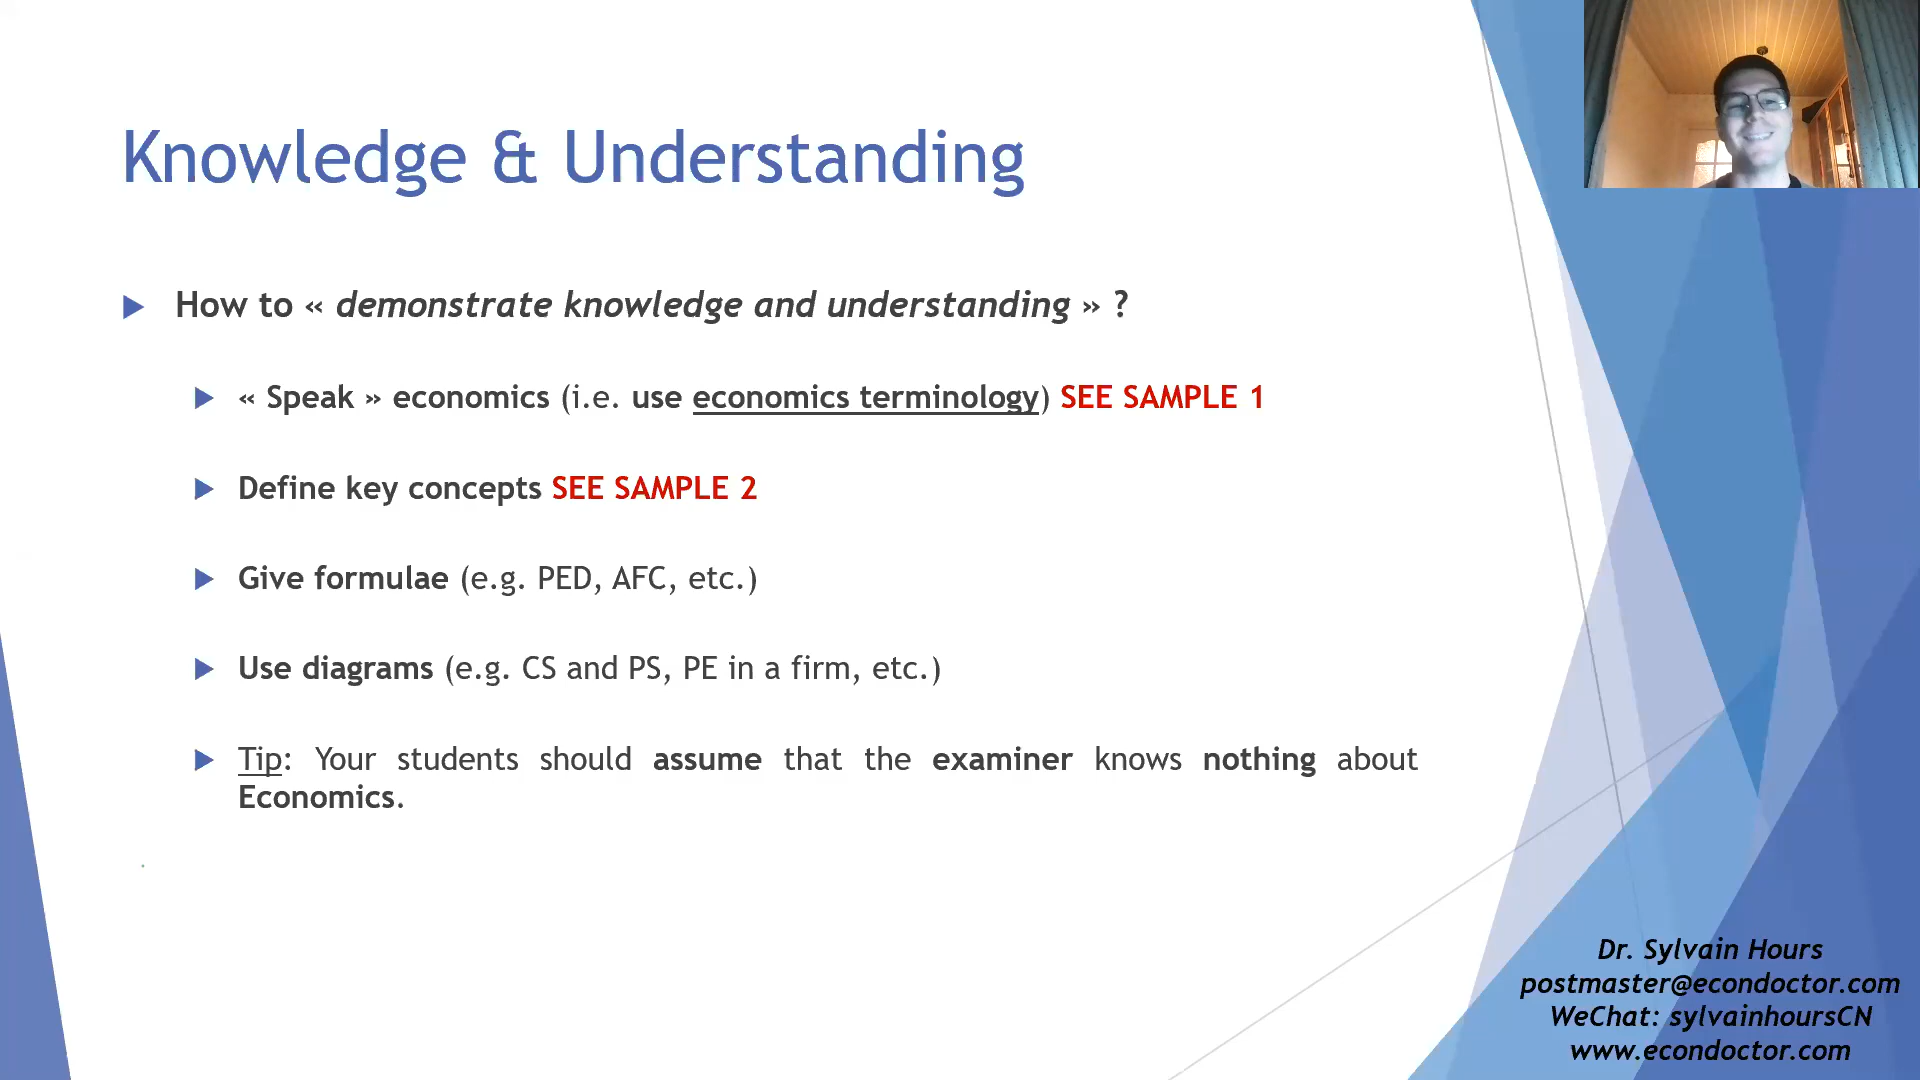 Knowledge & Understanding
How to « demonstrate knowledge and understanding » ?
« Speak » economics (i.e. use economics terminology) SEE SAMPLE 1
Define key concepts SEE SAMPLE 2
Give formulae (e.g. PED, AFC, etc.)
Use diagrams (e.g. CS and PS, PE in a firm, etc.)
Tip: Your students should assume that the examiner knows nothing about
Economics.
Dr. Sylvain Hours
postmaster@econdoctor.com
WeChat: sylvainhoursCN
www.econdoctor.com